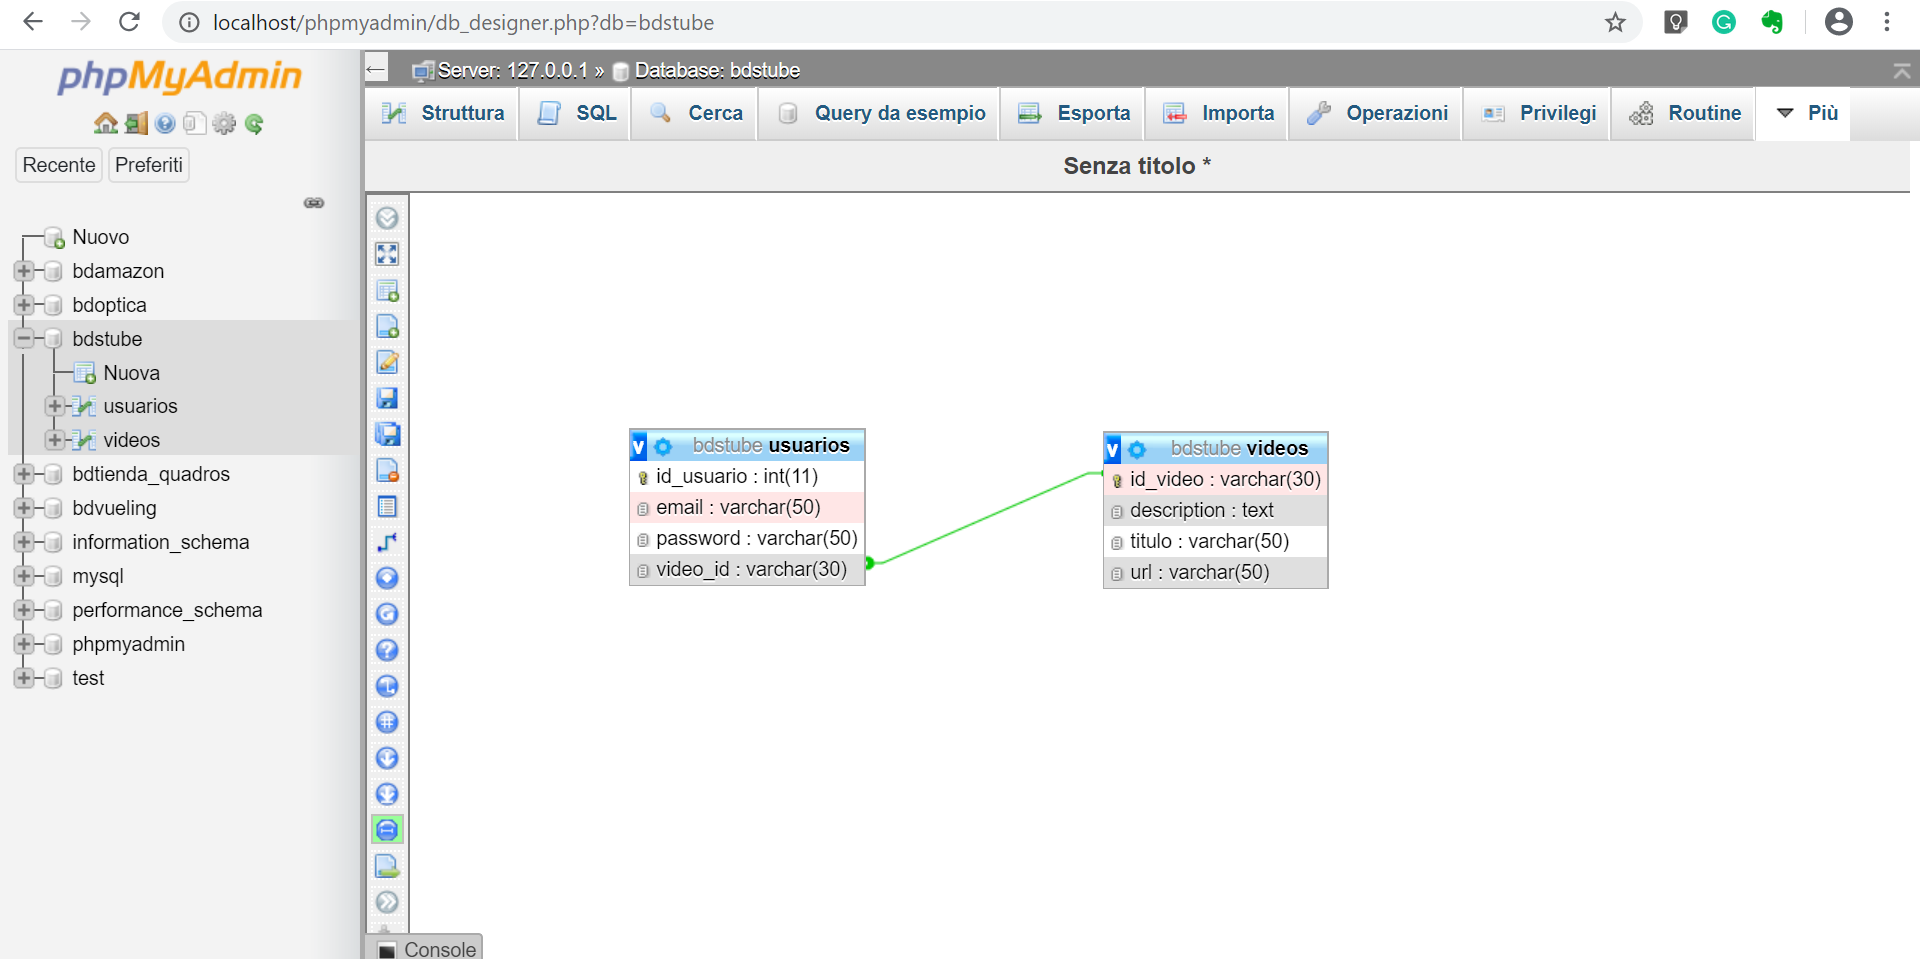 localhost/phpmyadmin/db_designer.php?db=bdstube
phpMyAdmin
Recente Preferiti
Nuovo
bdamazon
bdoptica
bdstube
Nuova
usuarios
videos
bdtienda_quadros
bdvueling
information_schema
mysql
performance_schema
phpmyadmin
test
Server: 127.0.0.1 » Database: bdstube
Struttura SQL Cerca Query da esempio Esporta Importa Operazioni Privilegi Routine Più
Senza titolo *
v bdstube usuarios
id_usuario : int(11)
email : varchar(50)
password : varchar(50)
video_id : varchar(30)
v bdstube videos
id_video : varchar(30)
description : text
titulo : varchar(50)
url : varchar(50)
Console